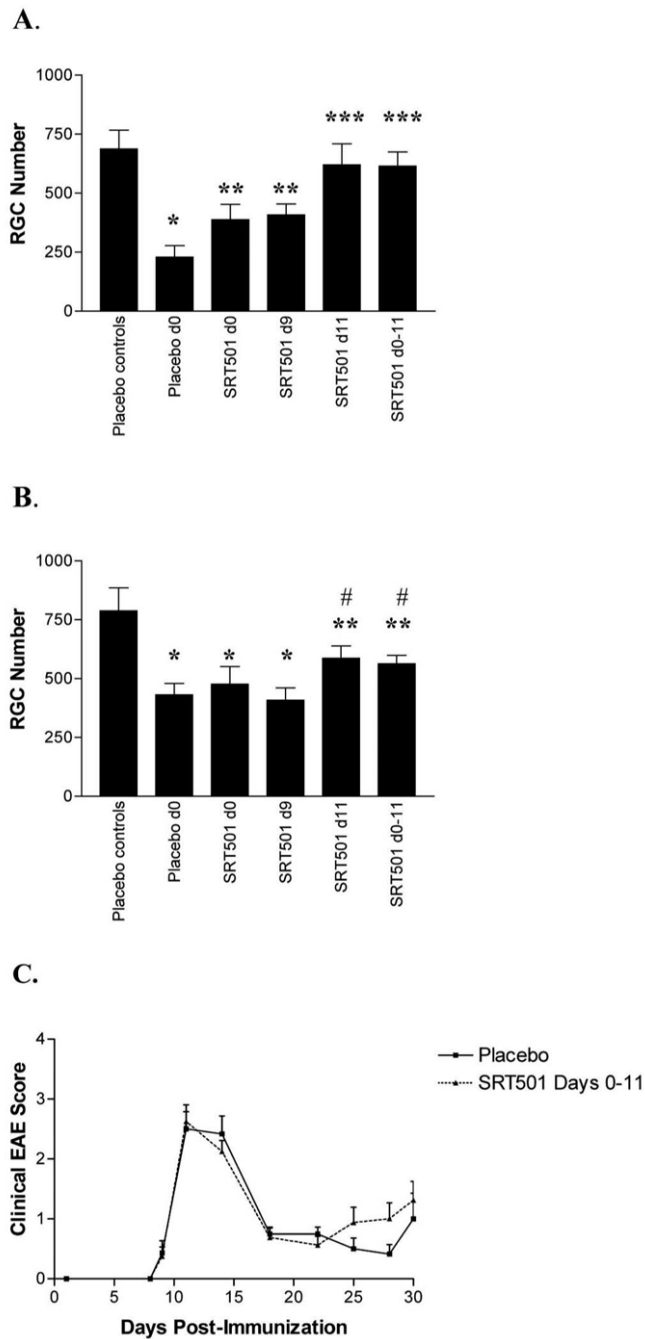 A.
RGC Number
1000
750
500
250
0
*
**
**
***
***
Placebo controls
Placebo d0
SRT501 d0
SRT501 d9
SRT501 d11
SRT501 d0-11
B.
RGC Number
1000
750
500
250
0
*
*
*
#
**
#
**
Placebo controls
Placebo d0
SRT501 d0
SRT501 d9
SRT501 d11
SRT501 d0-11
C.
Clinical EAE Score
4
3
2
1
0
0
5
10
15
20
25
30
Days Post-Immunization
Placebo
SRT501 Days 0-11